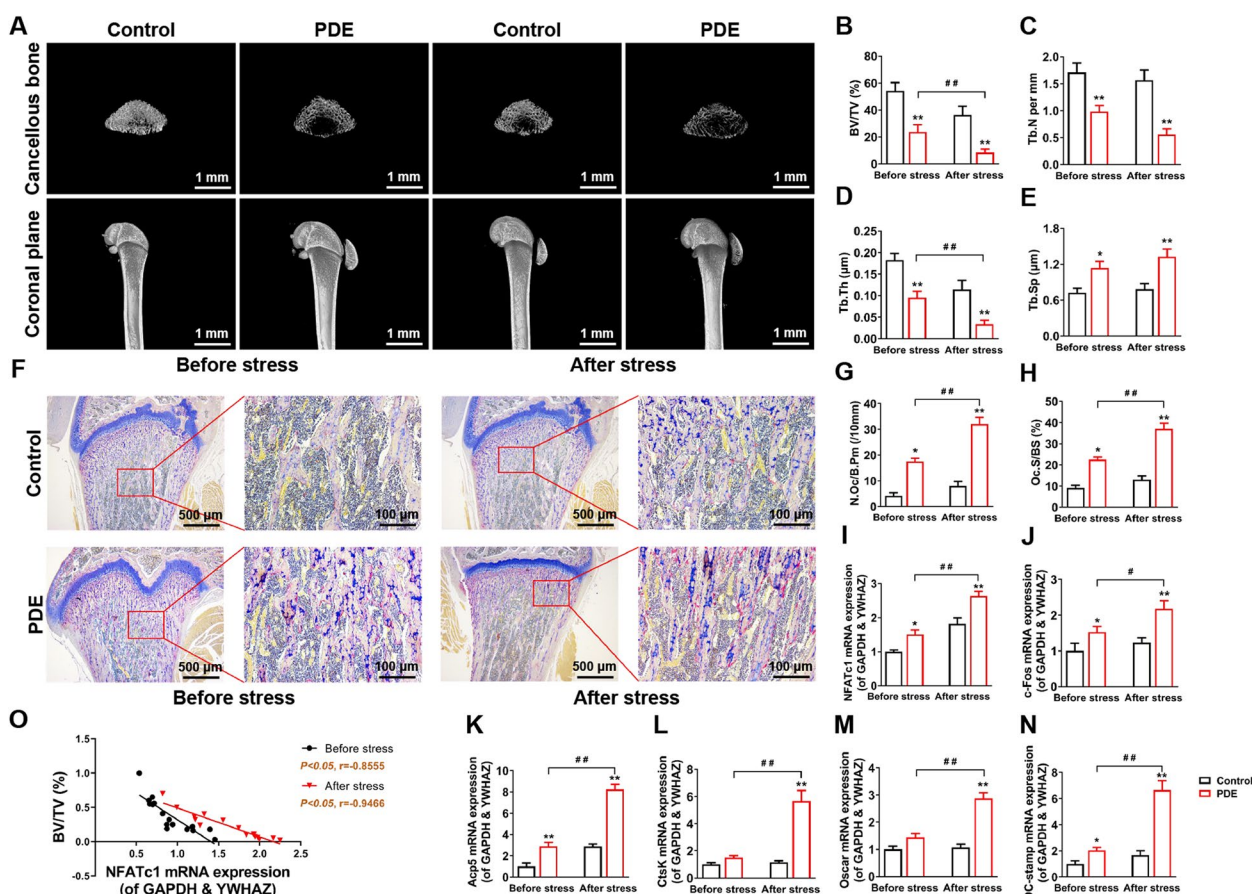 A
Control
PDE
Control
PDE
Cancellous bone
1 mm
1 mm
1 mm
1 mm
Coronal plane
1 mm
1 mm
1 mm
1 mm
Before stress
After stress
B
BV/TV (%)
80
60
40
20
0
##
**
**
Before stress
After stress
C
Tb.N per mm
2.0
1.5
1.0
0.5
0.0
**
**
Before stress
After stress
D
Tb.Th (μm)
0.25
0.20
0.15
0.10
0.05
0.00
##
**
**
Before stress
After stress
E
Tb.Sp (μm)
1.8
1.2
0.6
0.0
*
**
Before stress
After stress
F
Control
500 μm
100 μm
500 μm
100 μm
PDE
500 μm
100 μm
500 μm
100 μm
Before stress
After stress
G
N.Oc/B.Pm (/10mm)
40
30
20
10
0
##
*
**
Before stress
After stress
H
Oc.S/BS (%)
50
40
30
20
10
0
##
*
**
Before stress
After stress
I
NFATc1 mRNA expression
(of GAPDH & YWHAZ)
4
3
2
1
0
##
*
**
Before stress
After stress
J
c-Fos mRNA expression
(of GAPDH & YWHAZ)
4
3
2
1
0
#
*
**
Before stress
After stress
O
BV/TV (%)
1.5
1.0
0.5
0.0
-0.5
0.5
1.0
1.5
2.0
2.5
NFATc1 mRNA expression
(of GAPDH & YWHAZ)
Before stress
P<0.05, r=-0.8555
After stress
P<0.05, r=-0.9466
K
Acp5 mRNA expression
(of GAPDH & YWHAZ)
10
8
6
4
2
0
##
**
**
Before stress
After stress
L
CtsK mRNA expression
(of GAPDH & YWHAZ)
8
6
4
2
0
##
**
Before stress
After stress
M
Oscar mRNA expression
(of GAPDH & YWHAZ)
4
3
2
1
0
##
**
Before stress
After stress
N
DC-stamp mRNA expression
(of GAPDH & YWHAZ)
8
6
4
2
0
##
*
**
Before stress
After stress
Control
PDE